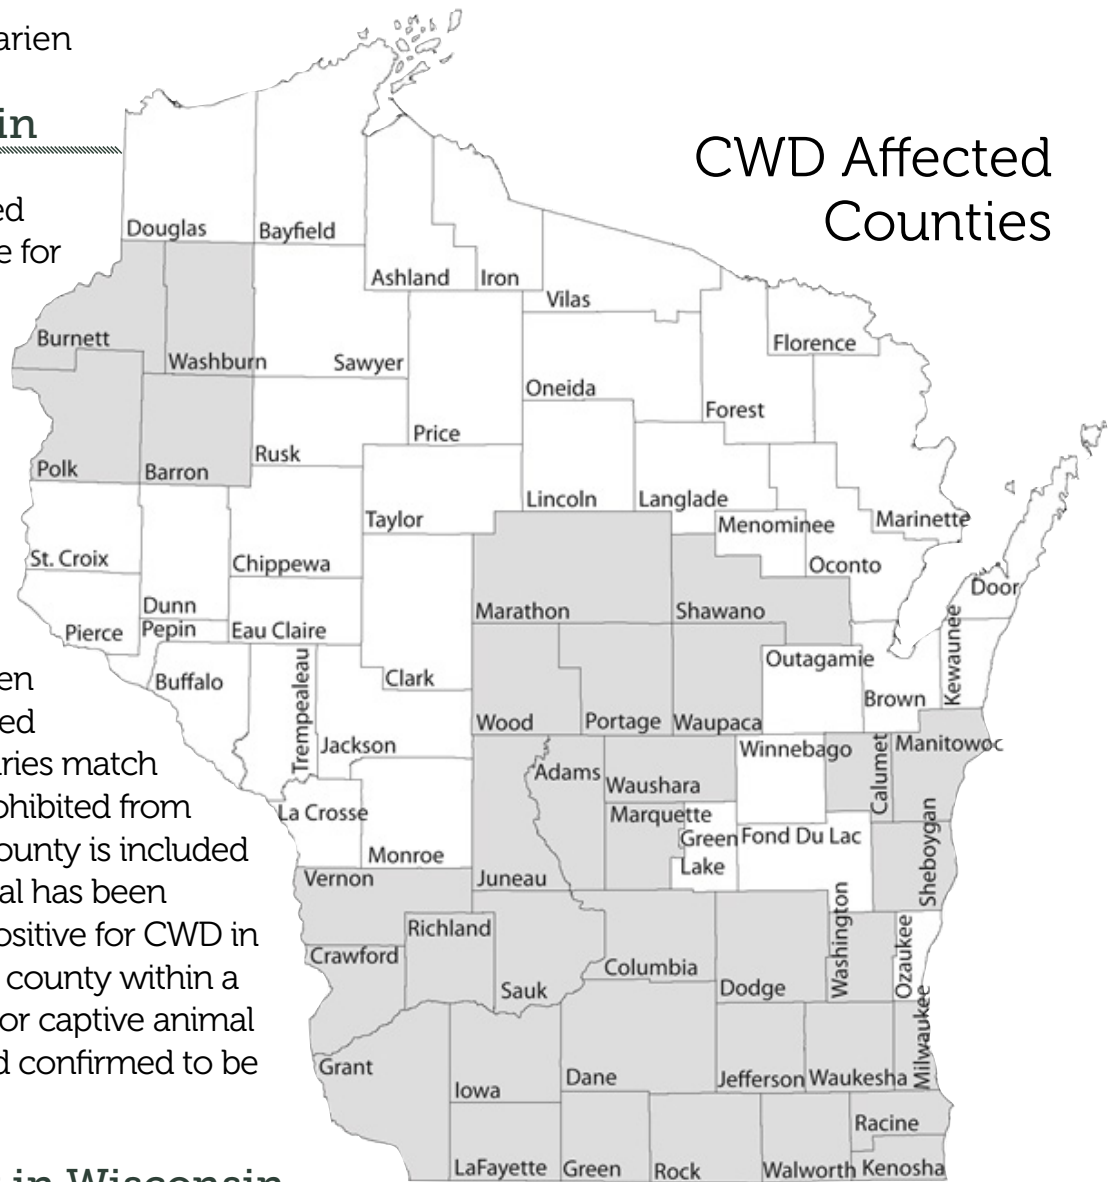 arien
in
ed
e for
en
ed
ries match
ohibited from
ounty is included
al has been
ositive for CWD in
county within a
or captive animal
d confirmed to be
in Wisconsin
CWD Affected
Counties
Douglas
Bayfield
Ashland
Iron
Vilas
Burnett
Washburn
Sawyer
Florence
Oneida
Forest
Price
Polk
Barron
Rusk
Lincoln
Langlade
Taylor
Menominee
Marinette
St. Croix
Chippewa
Oconto
Door
Dunn
Marathon
Shawano
Pierce
Pepin
Eau Claire
Outagamie
Kewaunee
Buffalo
Trempealeau
Clark
Brown
Wood
Portage
Waupaca
Jackson
Winnebago
Calumet
Manitowoc
Adams
Waushara
La Crosse
Marquette
Green
Lake
Fond Du Lac
Sheboygan
Monroe
Vernon
Juneau
Richland
Washington
Ozaukee
Crawford
Columbia
Sauk
Dodge
Milwaukee
Grant
Iowa
Dane
Jefferson
Waukesha
Racine
LaFayette
Green
Rock
Walworth
Kenosha